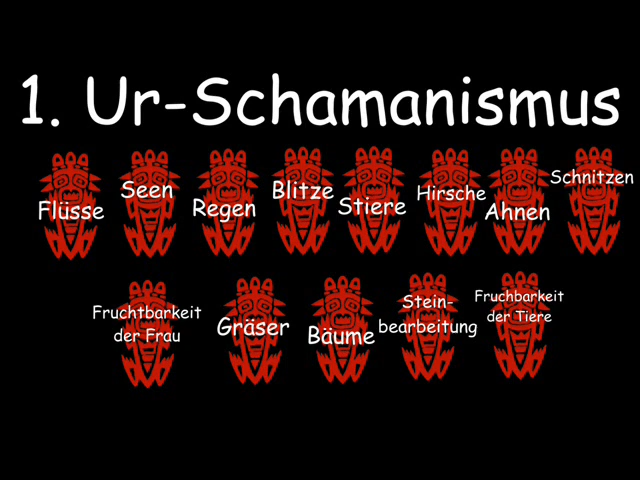 1. Ur-Schamanismus
Flüsse
Seen
Regen
Blitze
Stiere
Hirsche
Ahnen
Schnitzen
Fruchtbarkeit
der Frau
Gräser
Bäume
Stein-
bearbeitung
Fruchbarkeit
der Tiere